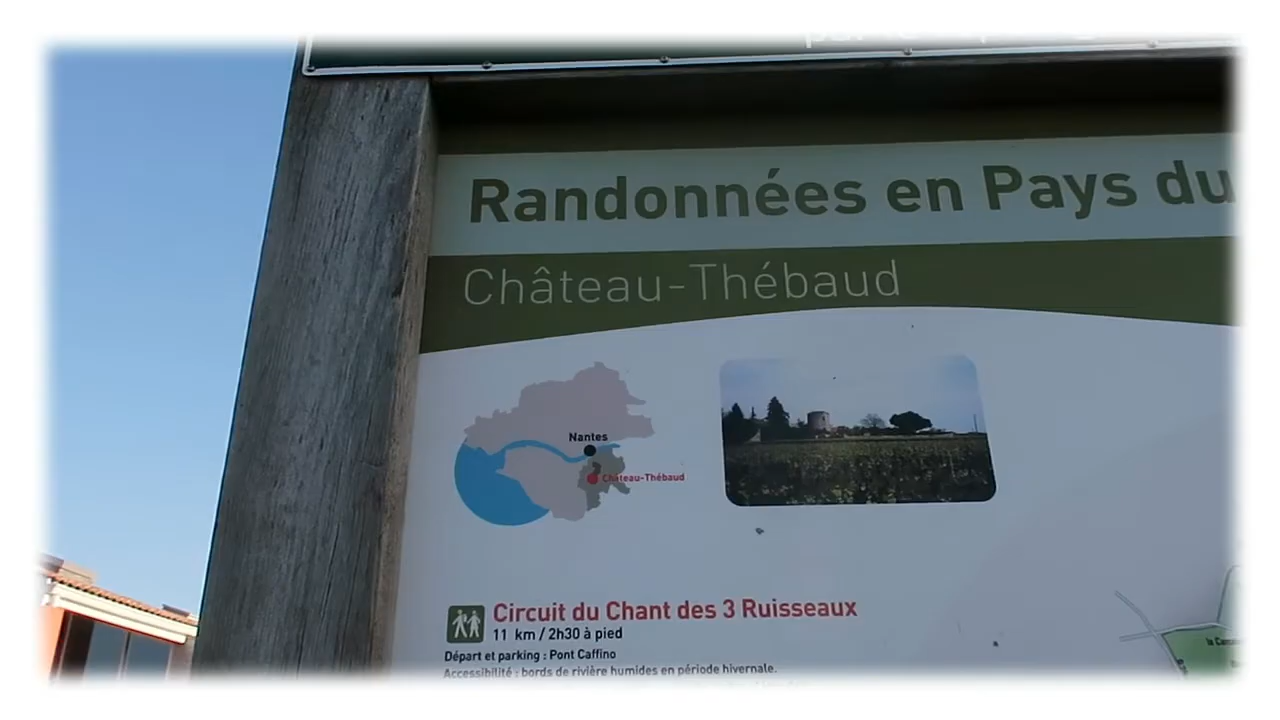 Randonnées en Pays du
Château-Thébaud
Nantes
Château-Thébaud
Circuit du Chant des 3 Ruisseaux
11 km / 2h30 à pied
Départ et parking : Pont Caffino
Accessibilité : bords de rivière humides en période hivernale.